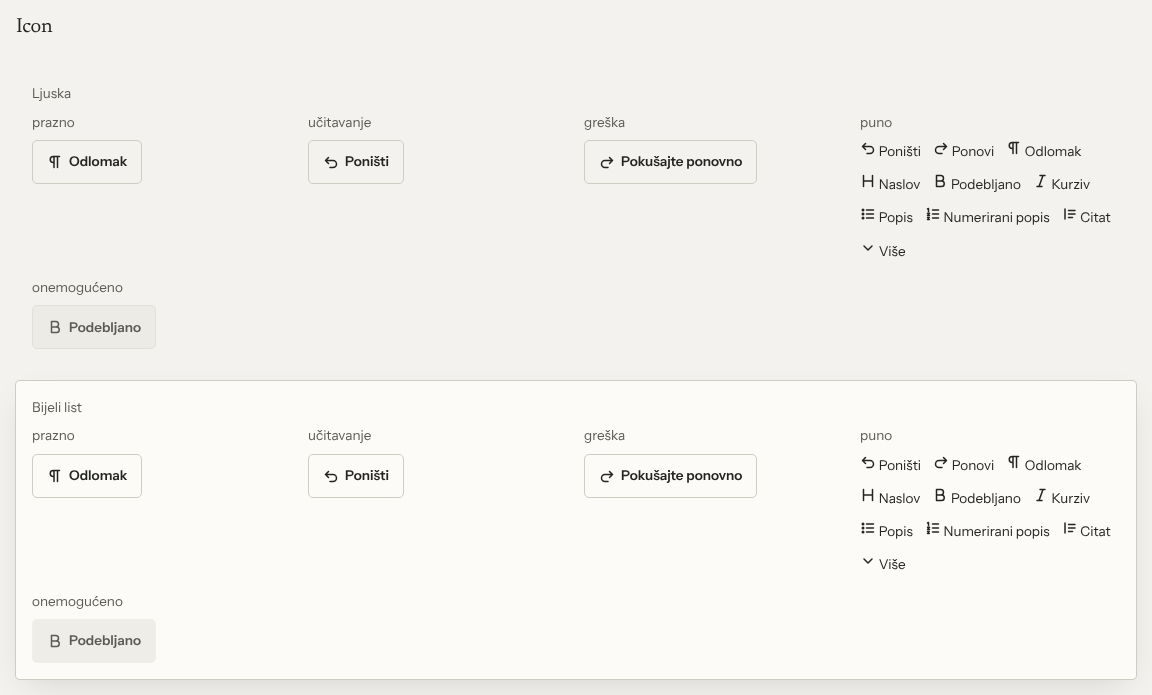 Icon
Ljuska
prazno
učitavanje
greška
puno
Odlomak
Poništi
Pokušajte ponovno
Poništi Ponovi Odlomak
Naslov Podebljano Kurziv
Popis Numerirani popis Citat
Više
onemogućeno
Podebljano
Bijeli list
prazno
učitavanje
greška
puno
Odlomak
Poništi
Pokušajte ponovno
Poništi Ponovi Odlomak
Naslov Podebljano Kurziv
Popis Numerirani popis Citat
Više
onemogućeno
Podebljano